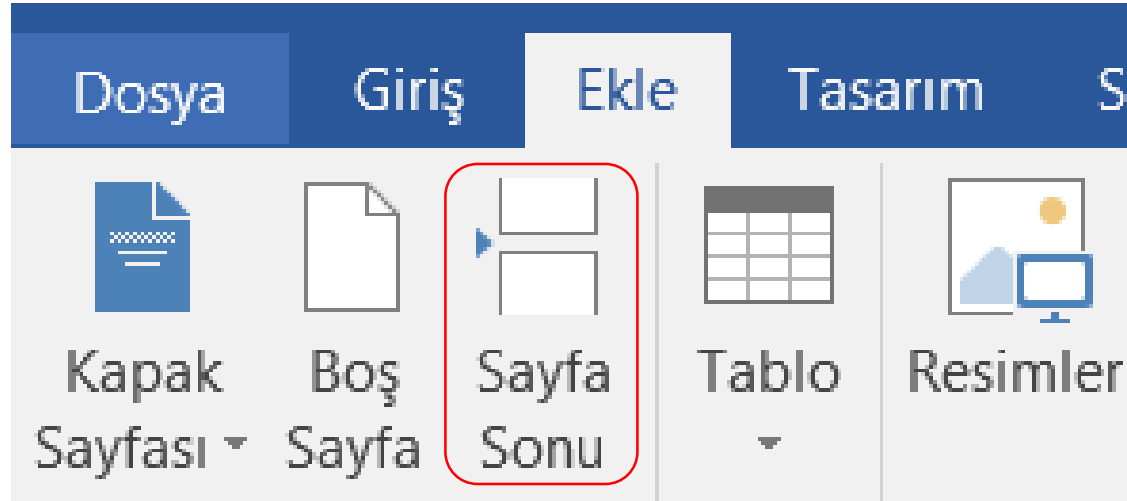 Dosya Giriş Ekle Tasarım S
Kapak Boş Sayfa Tablo Resimler
Sayfası Sayfa Sonu